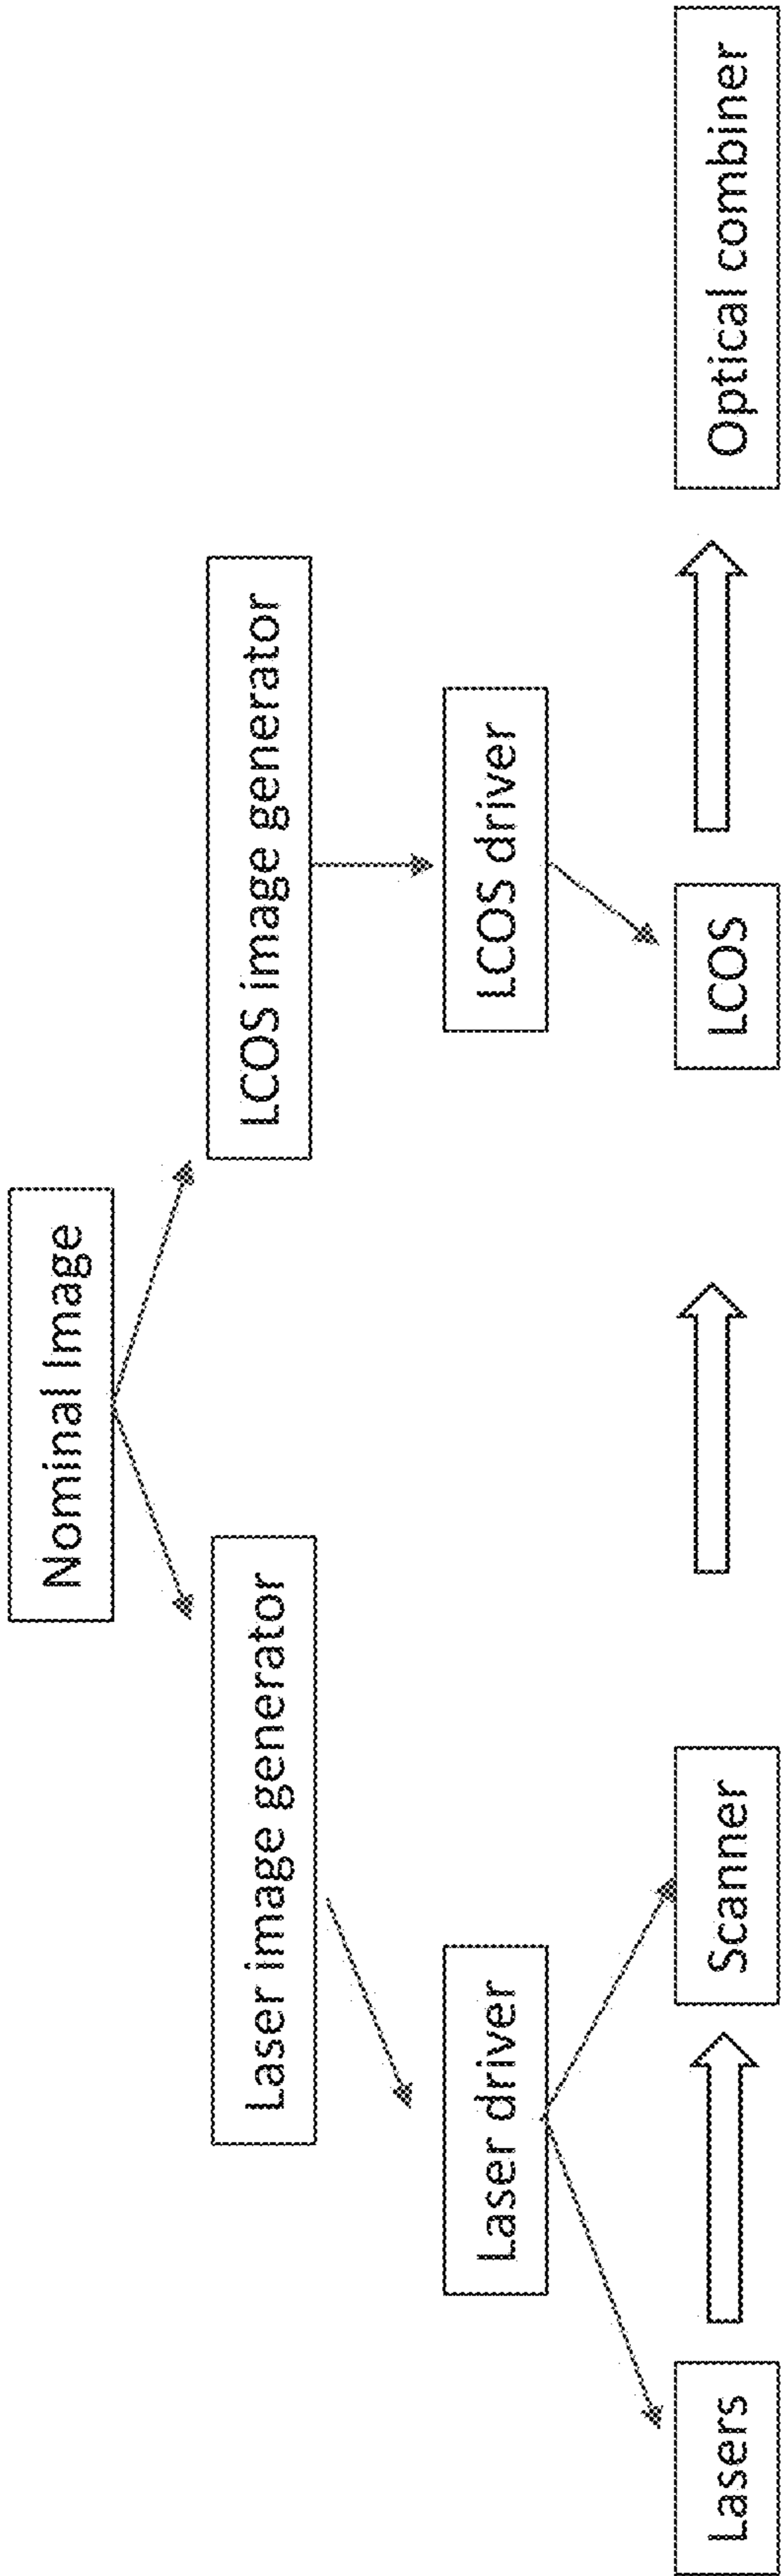 Nominal Image
Laser image generator
LCOS image generator
Laser driver
LCOS driver
Lasers
Scanner
LCOS
Optical combiner